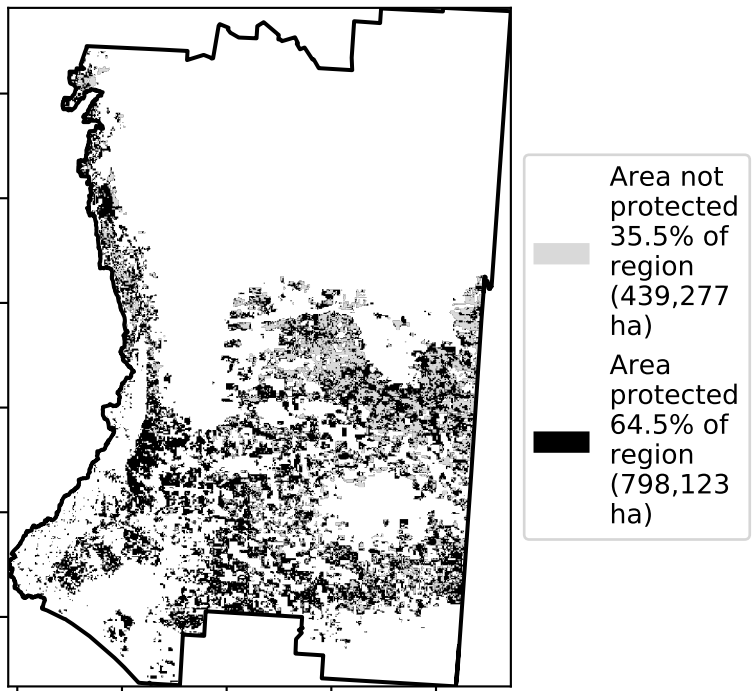 Area not
protected
35.5% of
region
(439,277
ha)
Area
protected
64.5% of
region
(798,123
ha)